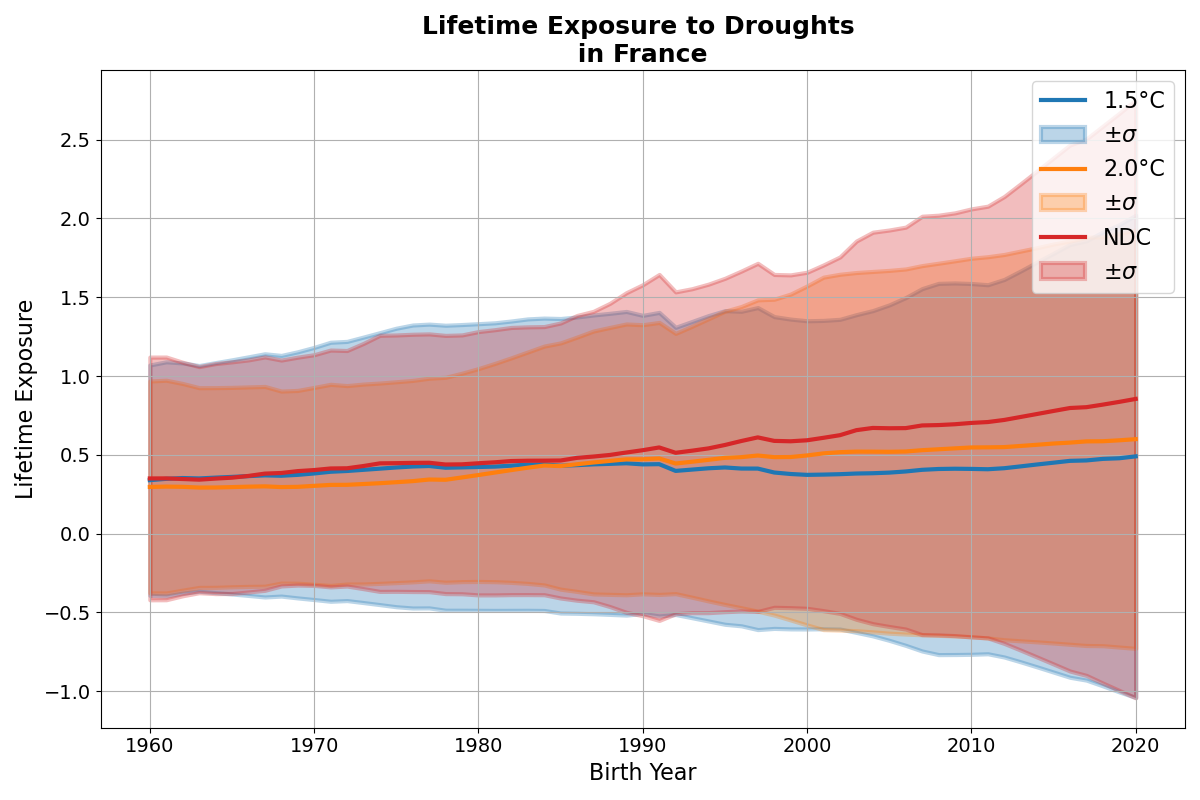 Lifetime Exposure to Droughts
in France
Lifetime Exposure
2.5
2.0
1.5
1.0
0.5
0.0
−0.5
−1.0
1.5°C
±σ
2.0°C
±σ
NDC
±σ
1960
1970
1980
1990
2000
2010
2020
Birth Year